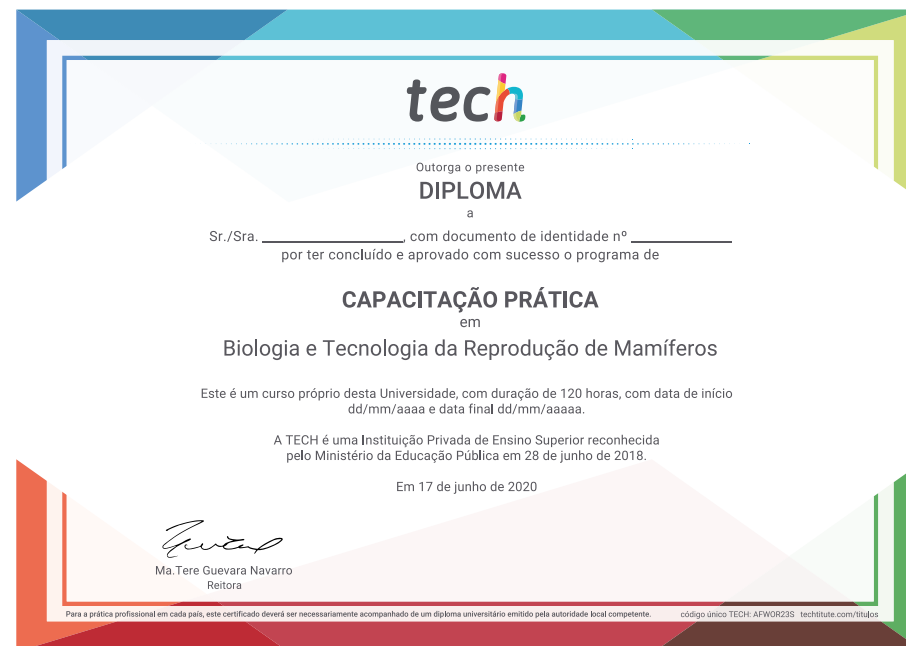 tech
Outorga o presente
DIPLOMA
a
Sr./Sra. ____________________, com documento de identidade nº ______________
por ter concluído e aprovado com sucesso o programa de
CAPACITAÇÃO PRÁTICA
em
Biologia e Tecnologia da Reprodução de Mamíferos
Este é um curso próprio desta Universidade, com duração de 120 horas, com data de início
dd/mm/aaaa e data final dd/mm/aaaaa.
A TECH é uma Instituição Privada de Ensino Superior reconhecida
pelo Ministério da Educação Pública em 28 de junho de 2018.
Em 17 de junho de 2020
Ma.Tere Guevara Navarro
Reitora
Para a prática profissional em cada país, este certificado deverá ser necessariamente acompanhado de um diploma universitário emitido pela autoridade local competente. código único TECH: AFWOR23S techtitute.com/titulos